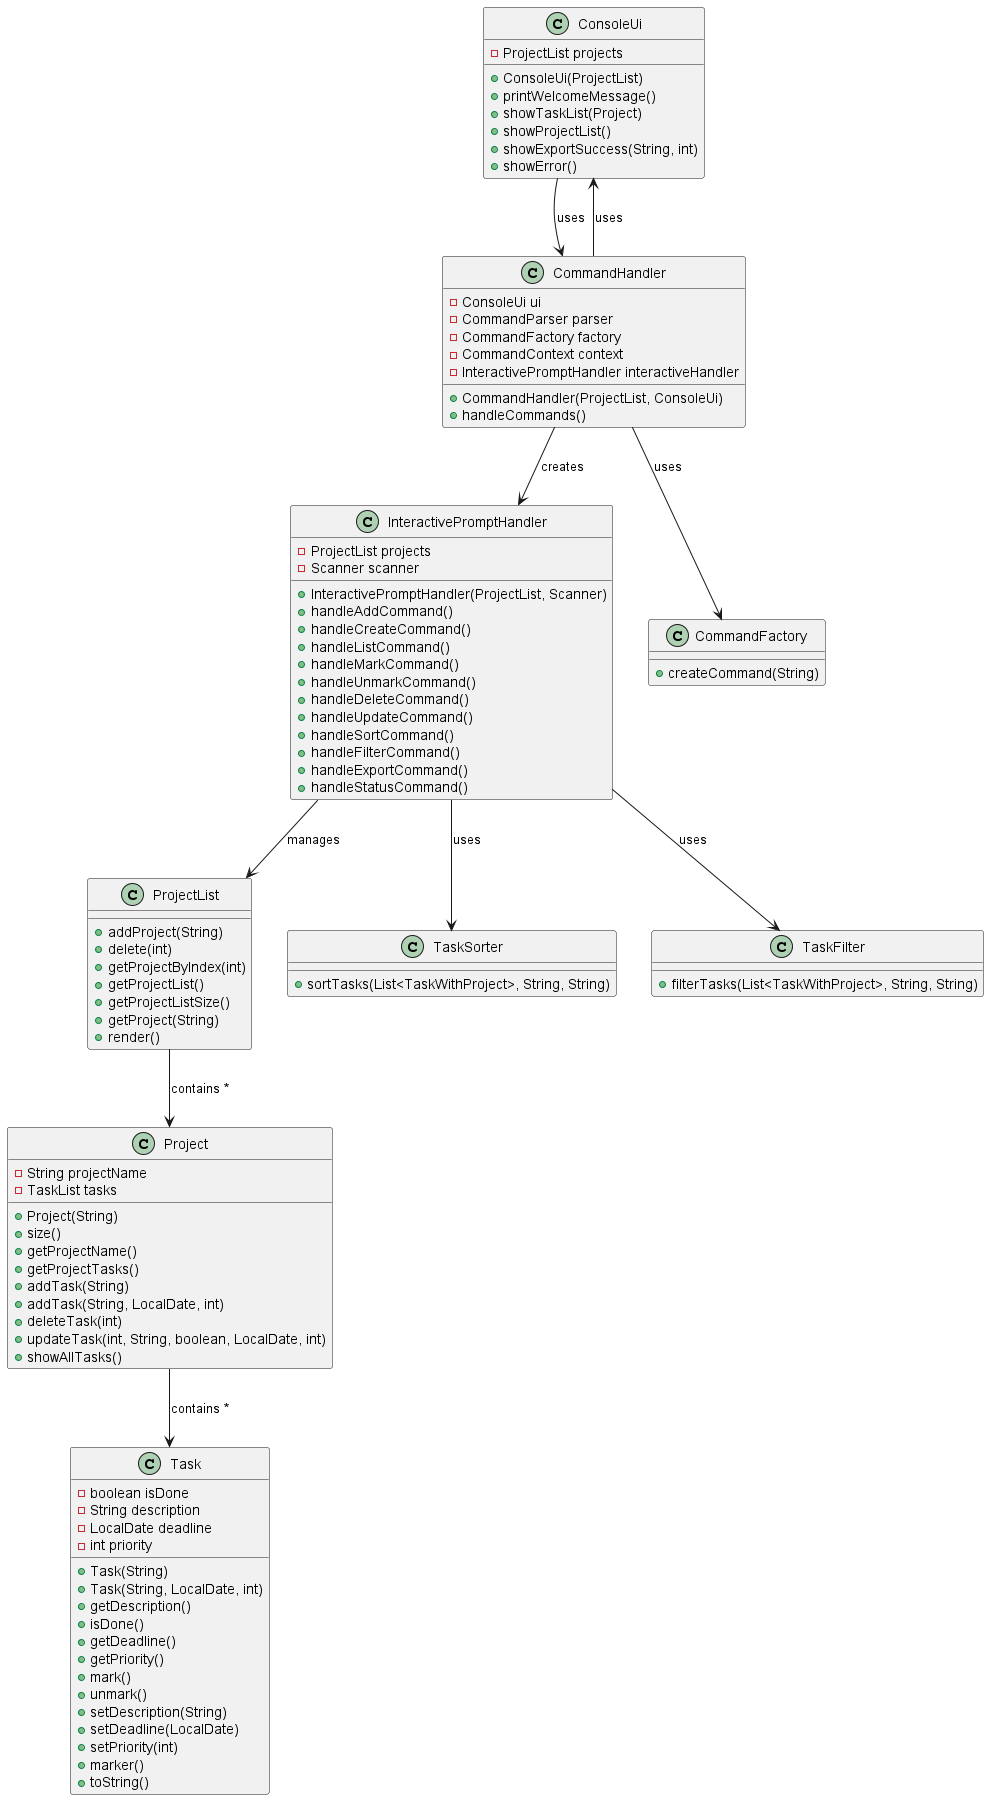 C ConsoleUi
ProjectList projects
ConsoleUi(ProjectList)
printWelcomeMessage()
showTaskList(Project)
showProjectList()
showExportSuccess(String, int)
showError()
uses
uses
C CommandHandler
ConsoleUi ui
CommandParser parser
CommandFactory factory
CommandContext context
InteractivePromptHandler interactiveHandler
CommandHandler(ProjectList, ConsoleUi)
handleCommands()
creates
uses
C InteractivePromptHandler
ProjectList projects
Scanner scanner
InteractivePromptHandler(ProjectList, Scanner)
handleAddCommand()
handleCreateCommand()
handleListCommand()
handleMarkCommand()
handleUnmarkCommand()
handleDeleteCommand()
handleUpdateCommand()
handleSortCommand()
handleFilterCommand()
handleExportCommand()
handleStatusCommand()
C CommandFactory
createCommand(String)
manages
uses
uses
C ProjectList
addProject(String)
delete(int)
getProjectByIndex(int)
getProjectList()
getProjectListSize()
getProject(String)
render()
C TaskSorter
sortTasks(List<TaskWithProject>, String, String)
C TaskFilter
filterTasks(List<TaskWithProject>, String, String)
contains *
C Project
String projectName
TaskList tasks
Project(String)
size()
getProjectName()
getProjectTasks()
addTask(String)
addTask(String, LocalDate, int)
deleteTask(int)
updateTask(int, String, boolean, LocalDate, int)
showAllTasks()
contains *
C Task
boolean isDone
String description
LocalDate deadline
int priority
Task(String)
Task(String, LocalDate, int)
getDescription()
isDone()
getDeadline()
getPriority()
mark()
unmark()
setDescription(String)
setDeadline(LocalDate)
setPriority(int)
marker()
toString()